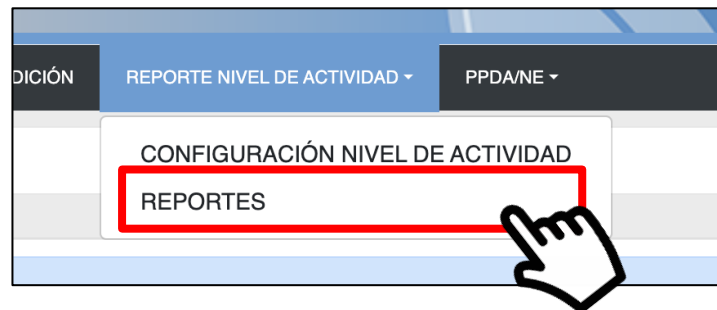 DICIÓN REPORTE NIVEL DE ACTIVIDAD PPDA/NE
CONFIGURACIÓN NIVEL DE ACTIVIDAD
REPORTES